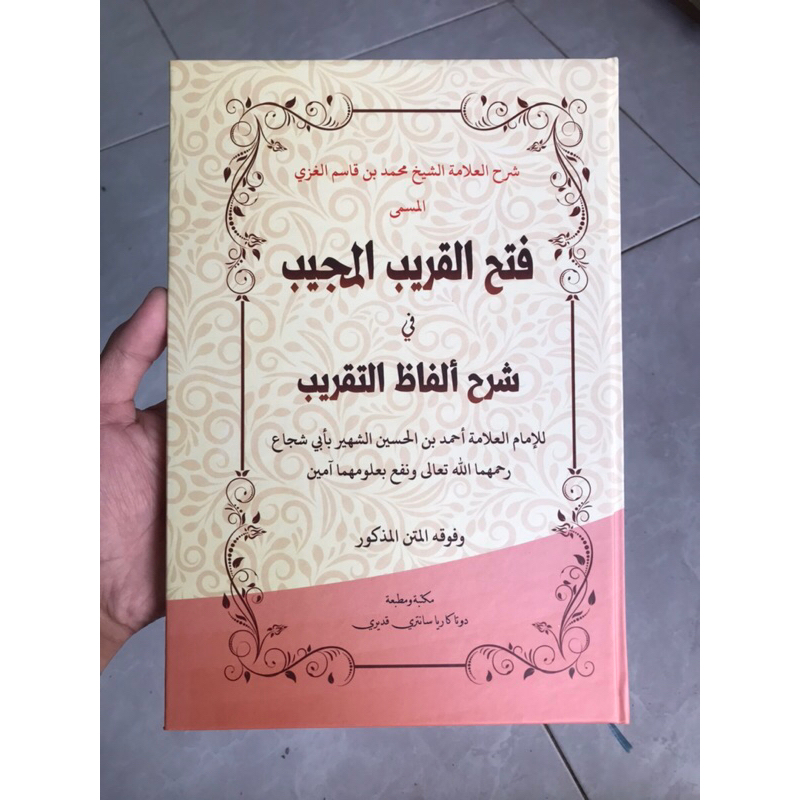 شرح العلامة الشيخ محمد بن قاسم الغزي
المسمى
فتح القريب المجيب
في
شرح ألفاظ التقريب
للإمام العلامة أحمد بن الحسين الشهير بأبي شجاع
رحمهما الله تعالى ونفع بعلومهما آمين
وفوقه المتن المذكور
مكتبة ومطبعة
دوتا كاريا سانتري قديري